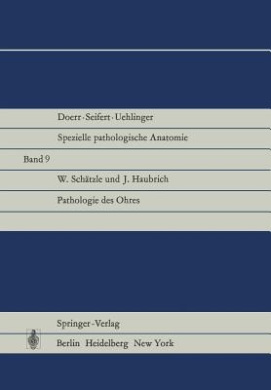 Doerr · Seifert · Uehlinger
Spezielle pathologische Anatomie
Band 9
W. Schätzle und J. Haubrich
Pathologie des Ohres
Springer-Verlag
Berlin Heidelberg New York